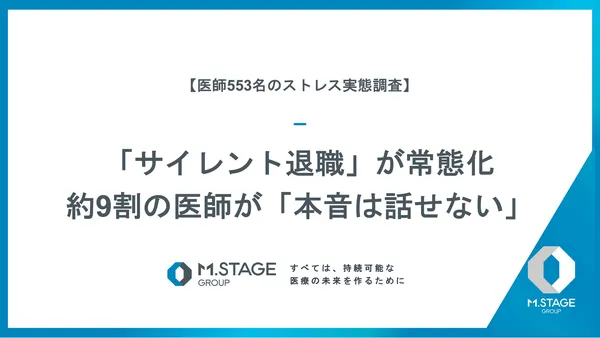 【医師553名のストレス実態調査】
「サイレント退職」が常態化
約9割の医師が「本音は話せない」
M.STAGE
GROUP
すべては、持続可能な
医療の未来を作るために
M.STAGE
GROUP